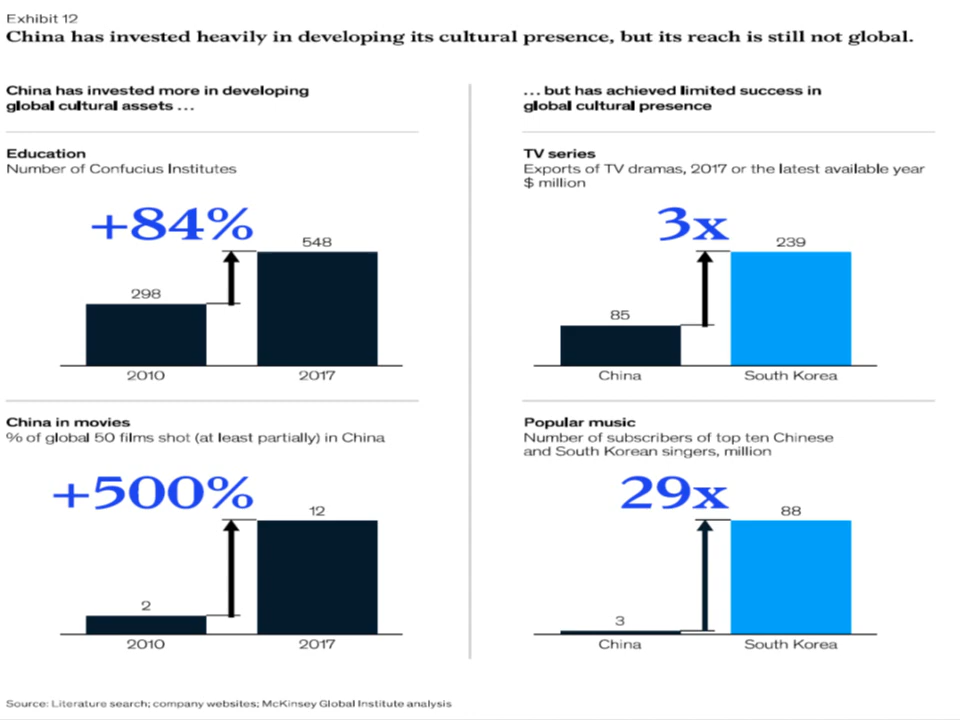 Exhibit 12
China has invested heavily in developing its cultural presence, but its reach is still not global.
China has invested more in developing
global cultural assets ...
Education
Number of Confucius Institutes
+84%
298
548
2010
2017
China in movies
% of global 50 films shot (at least partially) in China
+500%
2
12
2010
2017
... but has achieved limited success in
global cultural presence
TV series
Exports of TV dramas, 2017 or the latest available year
$ million
3x
85
239
China
South Korea
Popular music
Number of subscribers of top ten Chinese
and South Korean singers, million
29x
3
88
China
South Korea
Source: Literature search; company websites; McKinsey Global Institute analysis